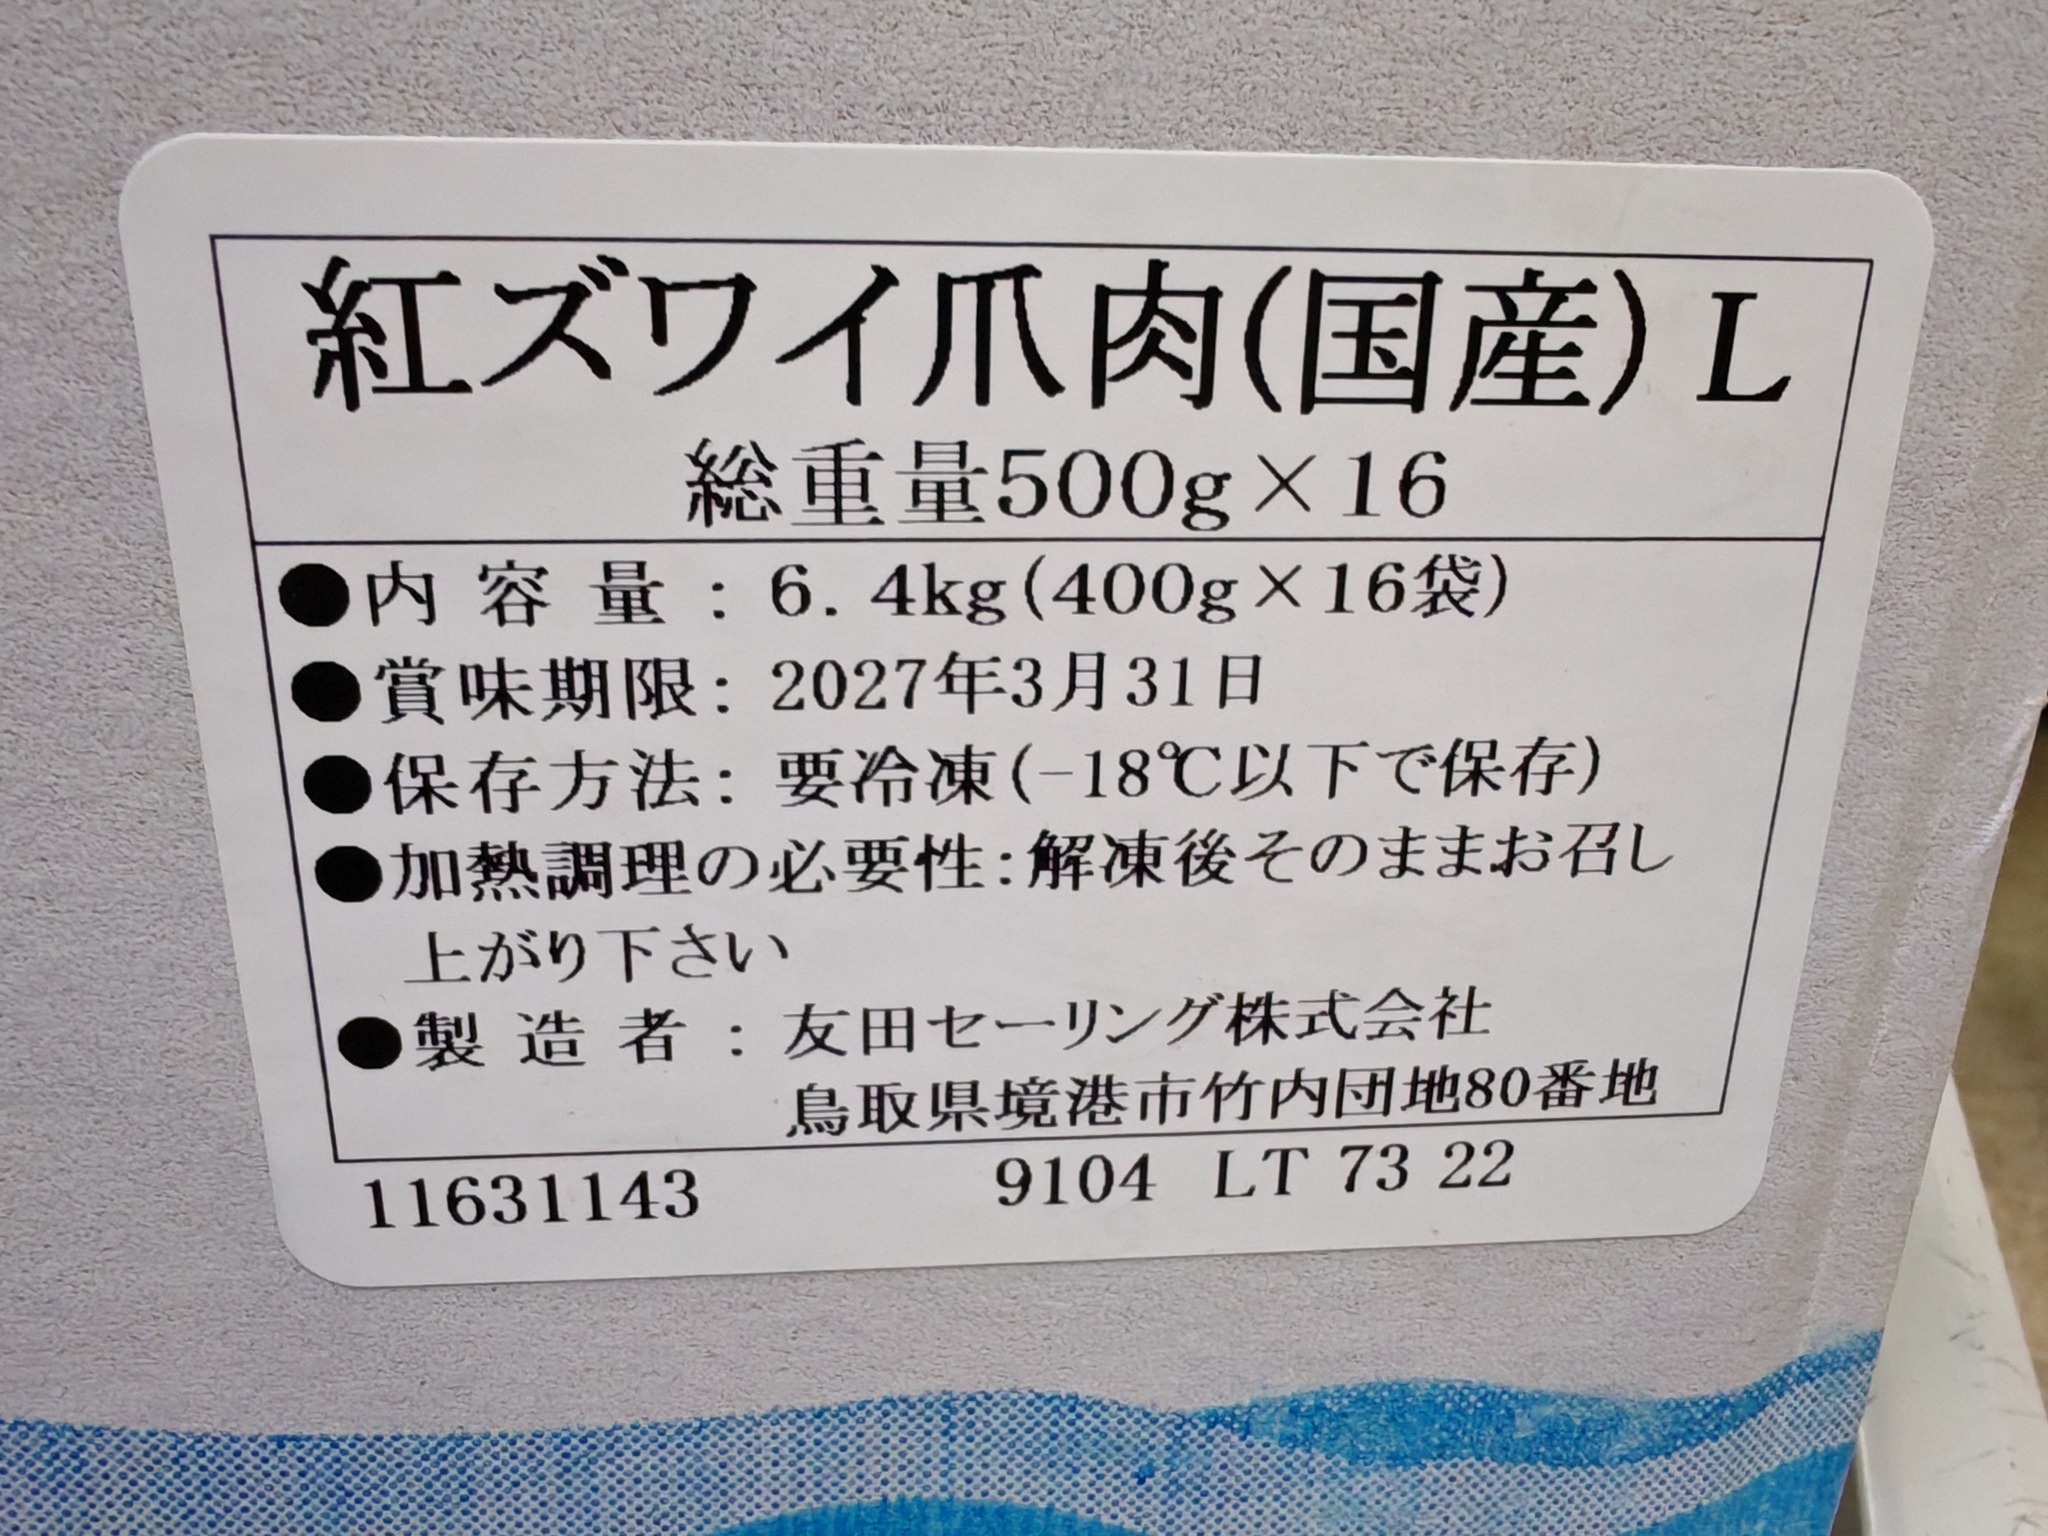 紅ズワイ爪肉(国産)L
総重量500g×16
●内容量：6.4kg(400g×16袋)
●賞味期限：2027年3月31日
●保存方法：要冷凍(-18℃以下で保存)
●加熱調理の必要性：解凍後そのままお召し
上がり下さい
●製造者：友田セーリング株式会社
鳥取県境港市竹内団地80番地
11631143 9104 LT 73 22